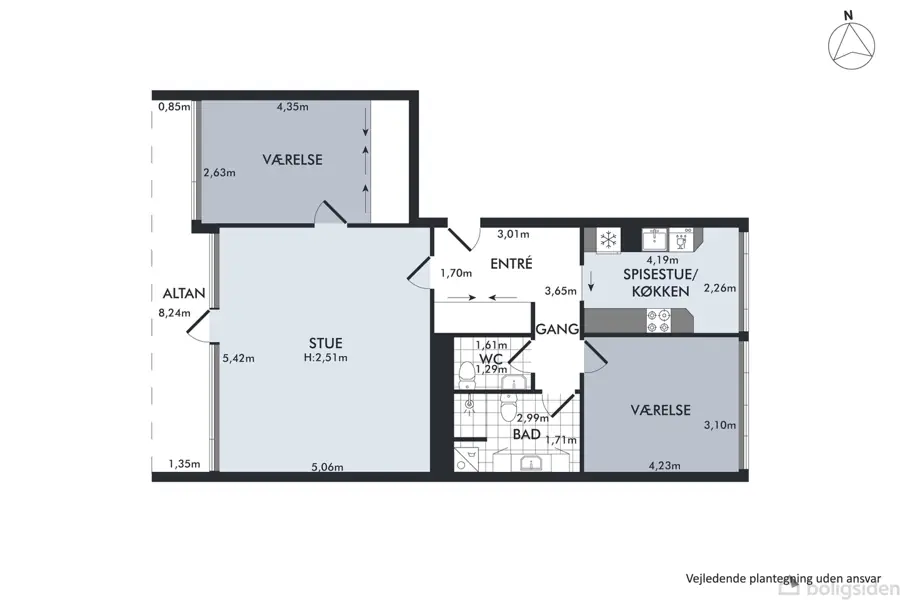 N
0,85m
4,35m
VÆRELSE
2,63m
3,01m
ENTRÉ
1,70m
3,65m
4,19m
SPISESTUE/
KØKKEN
2,26m
ALTAN
8,24m
GANG
STUE
H:2,51m
5,42m
1,61m
WC
1,29m
VÆRELSE
2,99m
3,10m
BAD
1,71m
1,35m
5,06m
4,23m
Vejledende plantegning uden ansvar
boligsiden